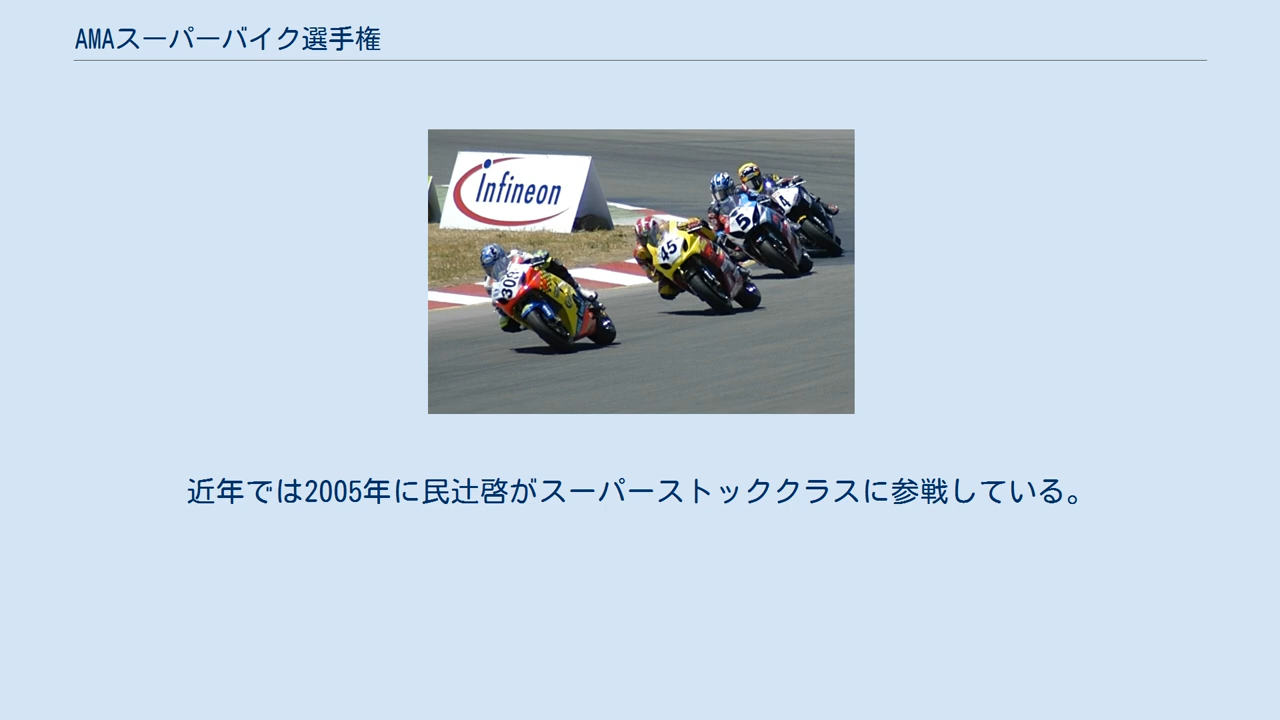 AMAスーパーバイク選手権
Infineon
4
5
45
近年では2005年に民辻啓がスーパーストッククラスに参戦している。